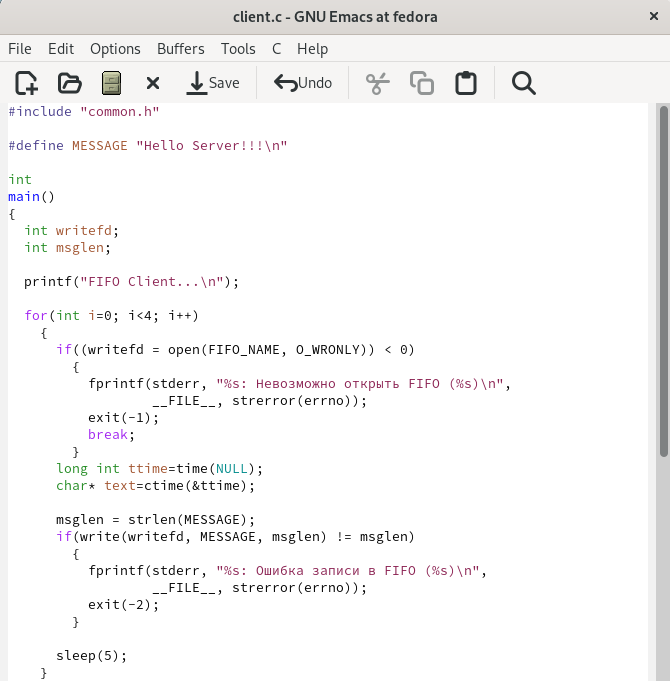 client.c - GNU Emacs at fedora
File Edit Options Buffers Tools C Help
Save Undo
#include "common.h"
#define MESSAGE "Hello Server!!!\n"
int
main()
{
int writefd;
int msglen;
printf("FIFO Client...\n");
for(int i=0; i<4; i++)
{
if((writefd = open(FIFO_NAME, O_WRONLY)) < 0)
{
fprintf(stderr, "%s: Невозможно открыть FIFO (%s)\n",
__FILE__, strerror(errno));
exit(-1);
break;
}
long int ttime=time(NULL);
char* text=ctime(&ttime);
msglen = strlen(MESSAGE);
if(write(writefd, MESSAGE, msglen) != msglen)
{
fprintf(stderr, "%s: Ошибка записи в FIFO (%s)\n",
__FILE__, strerror(errno));
exit(-2);
}
sleep(5);
}